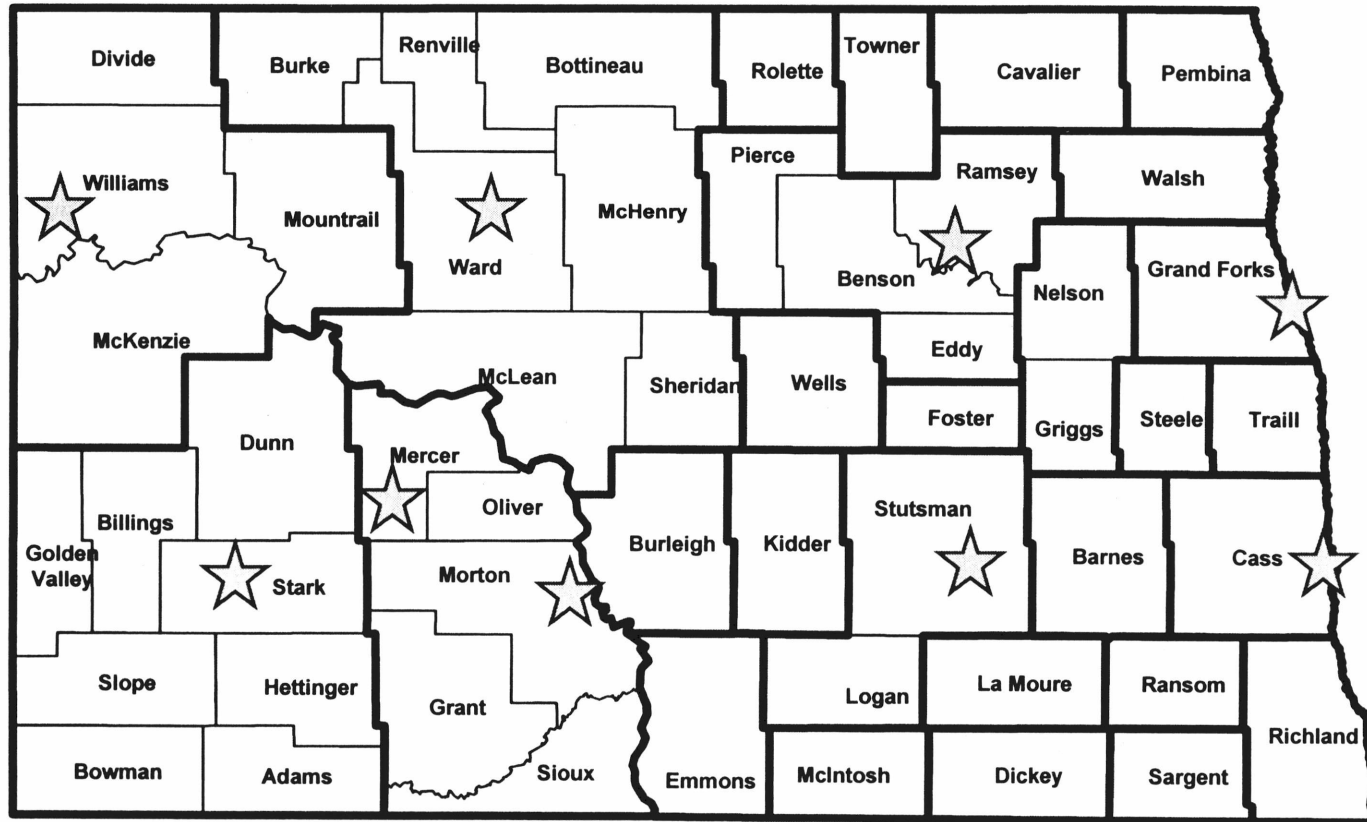 Divide
Burke
Renville
Bottineau
Rolette
Towner
Cavalier
Pembina
Williams
Mountrail
Ward
McHenry
Pierce
Benson
Ramsey
Walsh
Nelson
Grand Forks
McKenzie
Dunn
McLean
Sheridan
Wells
Eddy
Foster
Griggs
Steele
Traill
Mercer
Oliver
Golden
Valley
Billings
Stark
Morton
Burleigh
Kidder
Stutsman
Barnes
Cass
Slope
Hettinger
Grant
Logan
La Moure
Ransom
Richland
Bowman
Adams
Sioux
Emmons
McIntosh
Dickey
Sargent